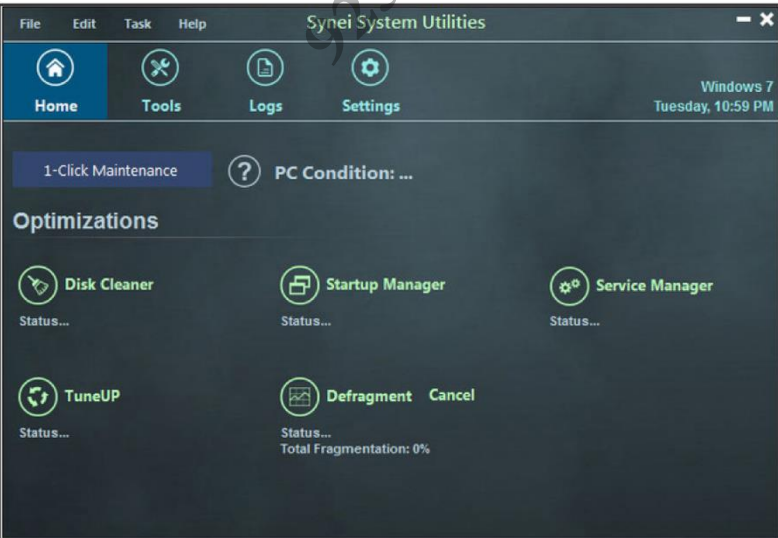 File Edit Task Help Synei System Utilities
Home Tools Logs Settings
Windows 7
Tuesday, 10:59 PM
1-Click Maintenance ? PC Condition: ...
Optimizations
Disk Cleaner Startup Manager Service Manager
Status... Status... Status...
TuneUP Defragment Cancel
Status... Status...
Total Fragmentation: 0%